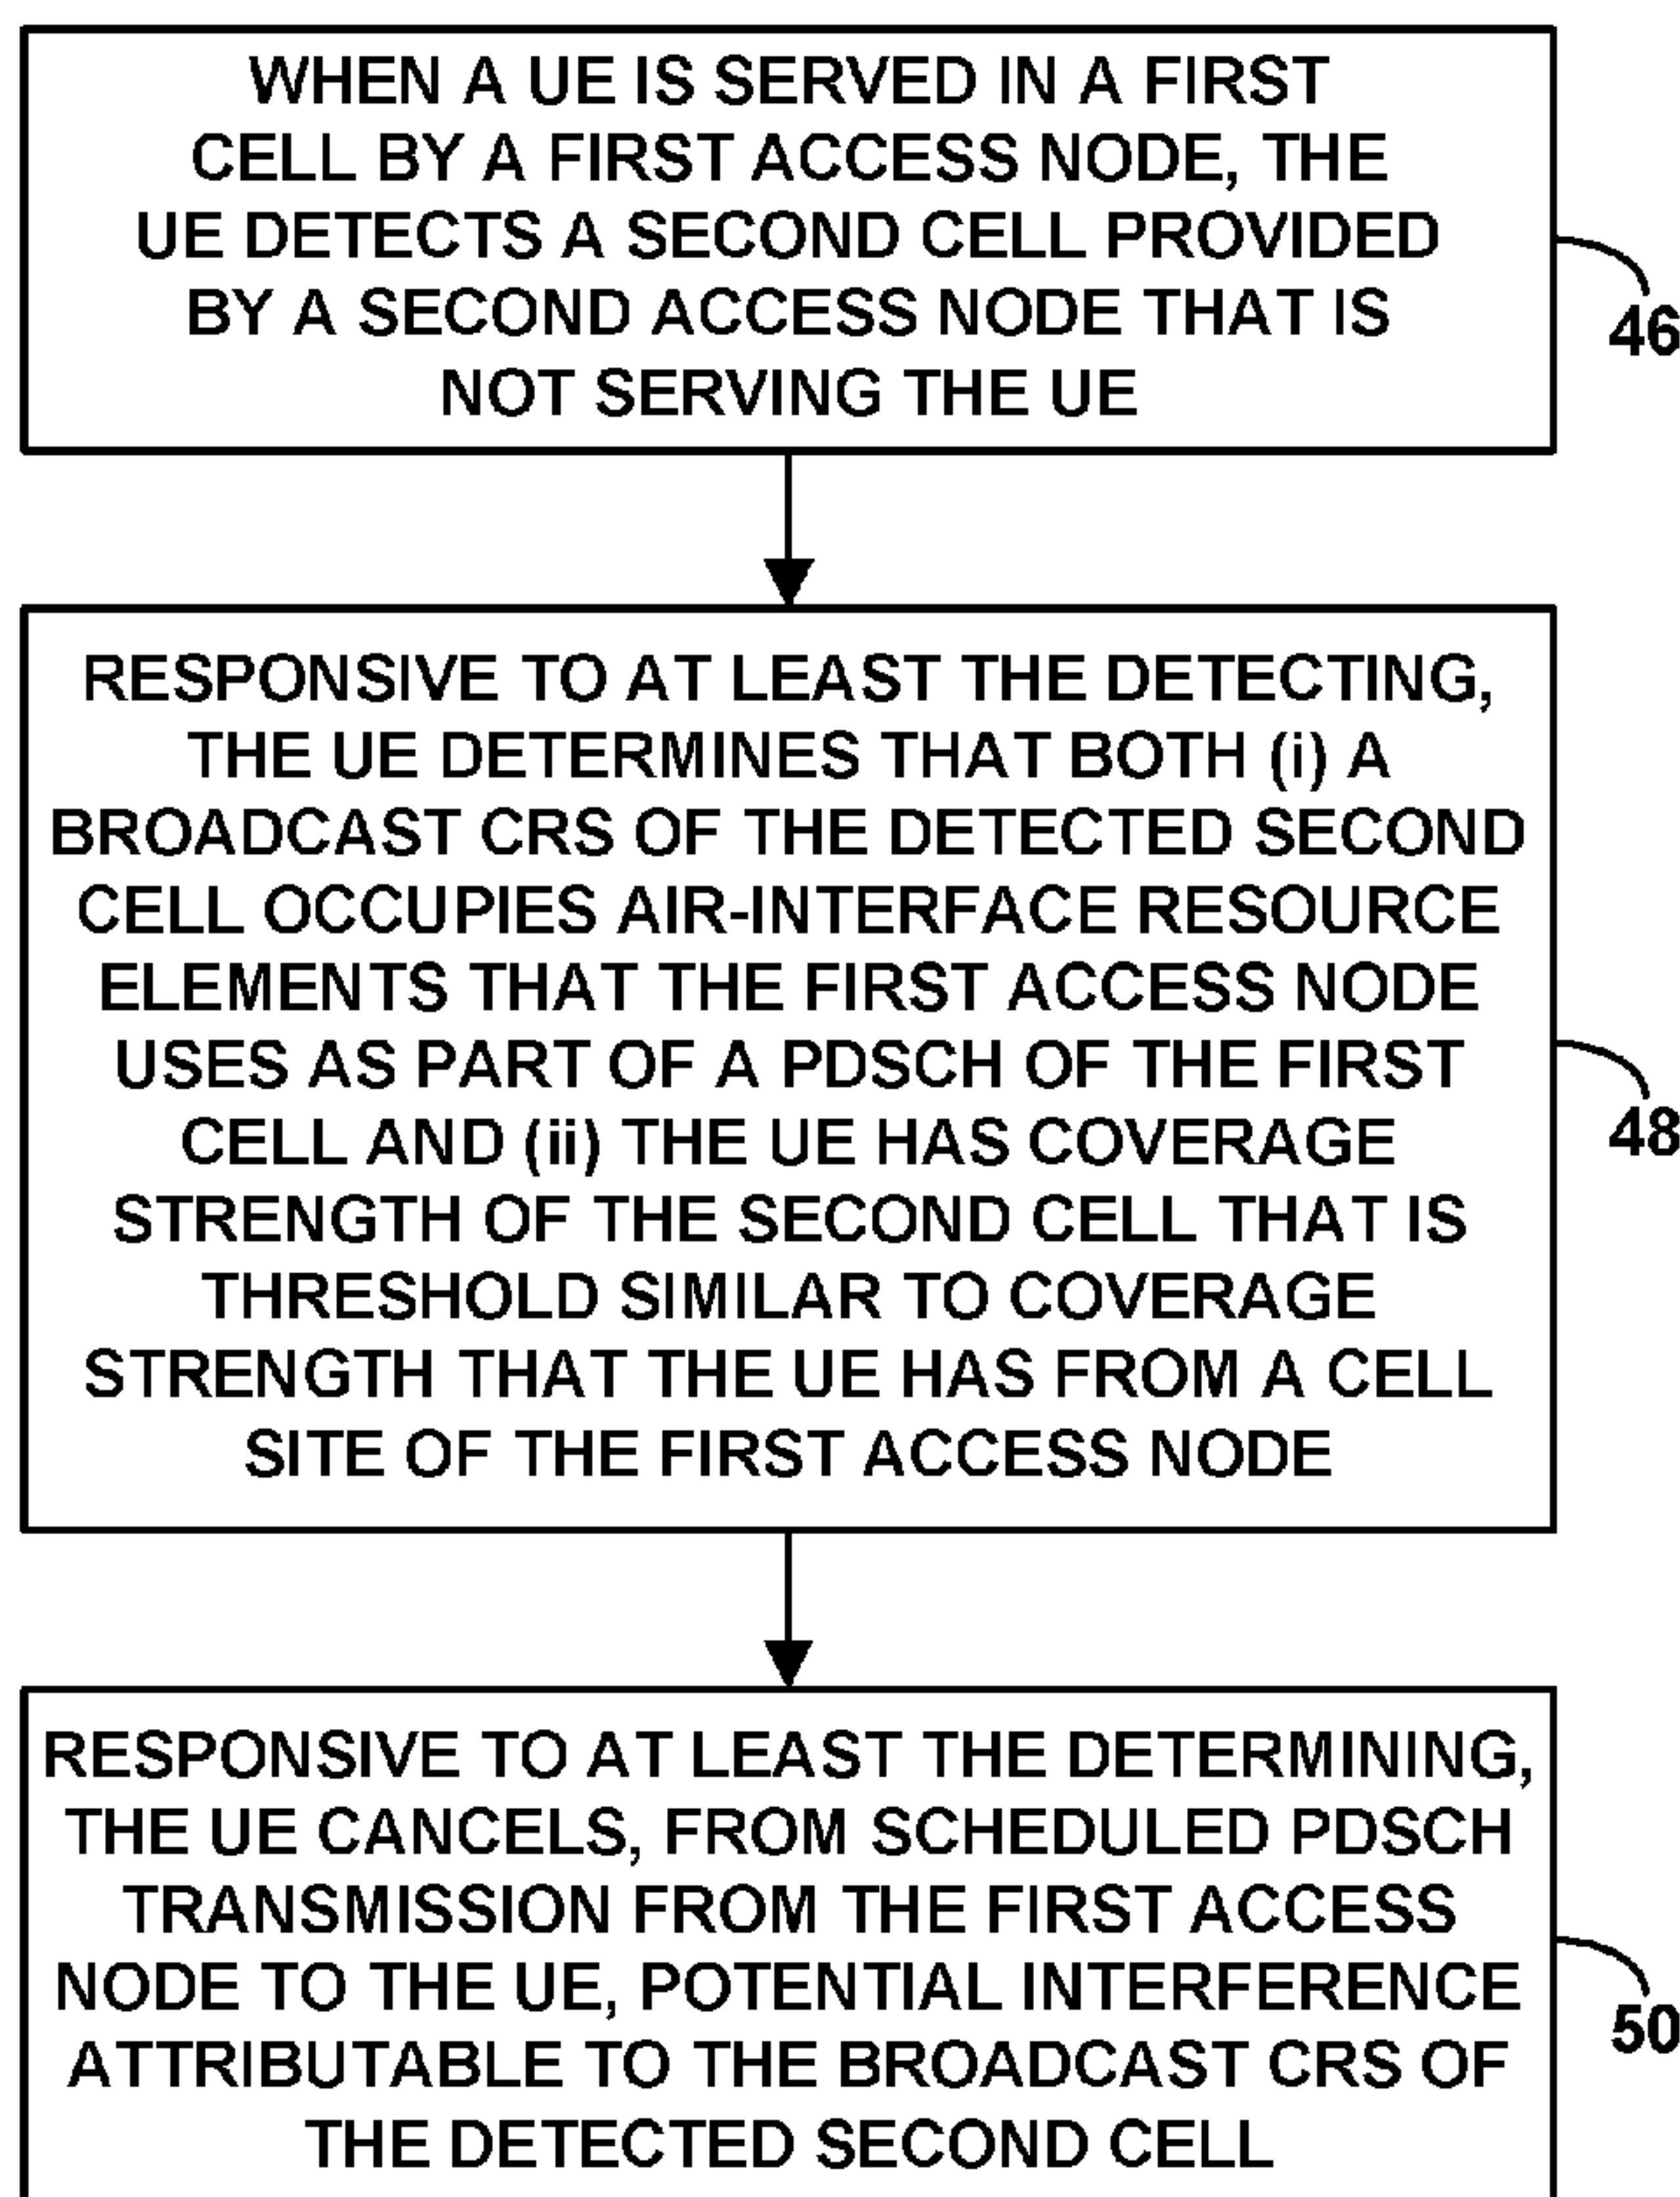 WHEN A UE IS SERVED IN A FIRST
CELL BY A FIRST ACCESS NODE, THE
UE DETECTS A SECOND CELL PROVIDED
BY A SECOND ACCESS NODE THAT IS
NOT SERVING THE UE
46
RESPONSIVE TO AT LEAST THE DETECTING,
THE UE DETERMINES THAT BOTH (i) A
BROADCAST CRS OF THE DETECTED SECOND
CELL OCCUPIES AIR-INTERFACE RESOURCE
ELEMENTS THAT THE FIRST ACCESS NODE
USES AS PART OF A PDSCH OF THE FIRST
CELL AND (ii) THE UE HAS COVERAGE
STRENGTH OF THE SECOND CELL THAT IS
THRESHOLD SIMILAR TO COVERAGE
STRENGTH THAT THE UE HAS FROM A CELL
SITE OF THE FIRST ACCESS NODE
48
RESPONSIVE TO AT LEAST THE DETERMINING,
THE UE CANCELS, FROM SCHEDULED PDSCH
TRANSMISSION FROM THE FIRST ACCESS
NODE TO THE UE, POTENTIAL INTERFERENCE
ATTRIBUTABLE TO THE BROADCAST CRS OF
THE DETECTED SECOND CELL
50